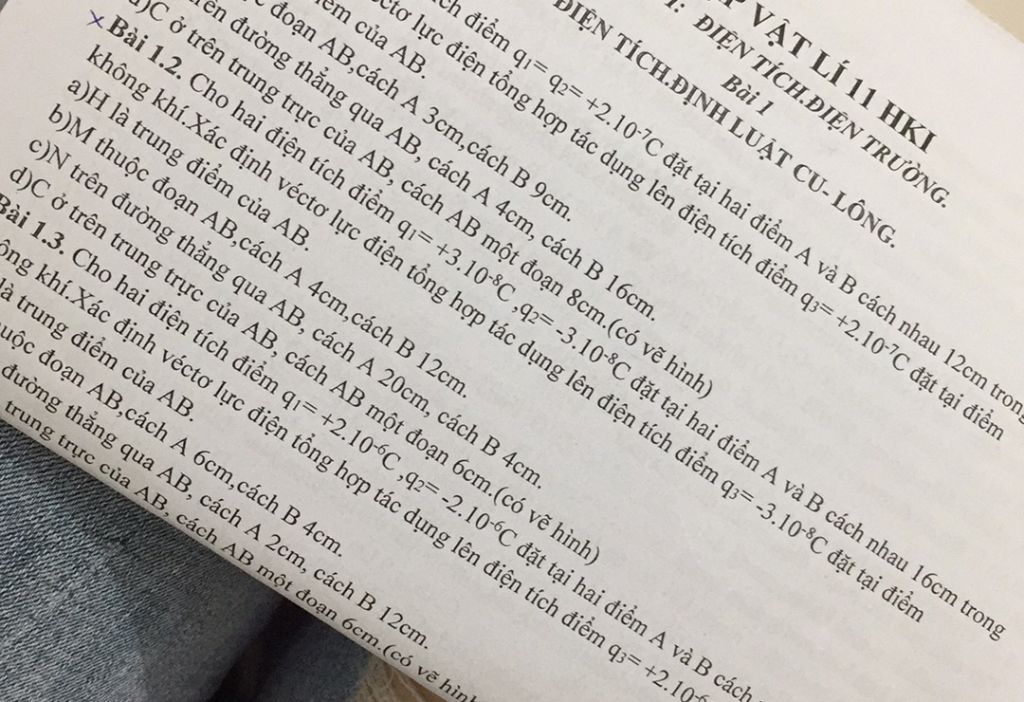 VẬT LÍ 11 HKI
ĐIỆN TÍCH.ĐIỆN TRƯỜNG.
Bài 1
ĐIỆN TÍCH.ĐỊNH LUẬT CU- LÔNG.
điểm q1= q2= +2.10-7C đặt tại hai điểm A và B cách nhau 12cm
lực điện tổng hợp tác dụng lên điện tích điểm q3= +2.10-7C đặt tại điểm
của AB.
đoạn AB,cách A 3cm,cách B 9cm.
đường thẳng qua AB, cách A 4cm, cách B 16cm.
C ở trên trung trực của AB, cách AB một đoạn 8cm.(có vẽ hình)
Bài 1.2. Cho hai điện tích điểm q1= +3.10-8C ,q2= -3.10-8C đặt tại hai điểm A và B cách nhau 16cm trong
không khí.Xác định véctơ lực điện tổng hợp tác dụng lên điện tích điểm q3= -3.10-8C đặt tại điểm
a)H là trung điểm của AB.
b)M thuộc đoạn AB,cách A 4cm,cách B 12cm.
c)N trên đường thẳng qua AB, cách A 20cm, cách B 4cm.
d)C ở trên trung trực của AB, cách AB một đoạn 6cm.(có vẽ hình)
Bài 1.3. Cho hai điện tích điểm q1= +2.10-6C ,q2= -2.10-6C đặt tại hai điểm A và B cách
khí.Xác định véctơ lực điện tổng hợp tác dụng lên điện tích điểm q3= +2.10-6
là trung điểm của AB.
đoạn AB,cách A 6cm,cách B 4cm.
đường thẳng qua AB, cách A 2cm, cách B 12cm.
trung trực của AB, cách AB một đoạn 6cm.(có vẽ hình